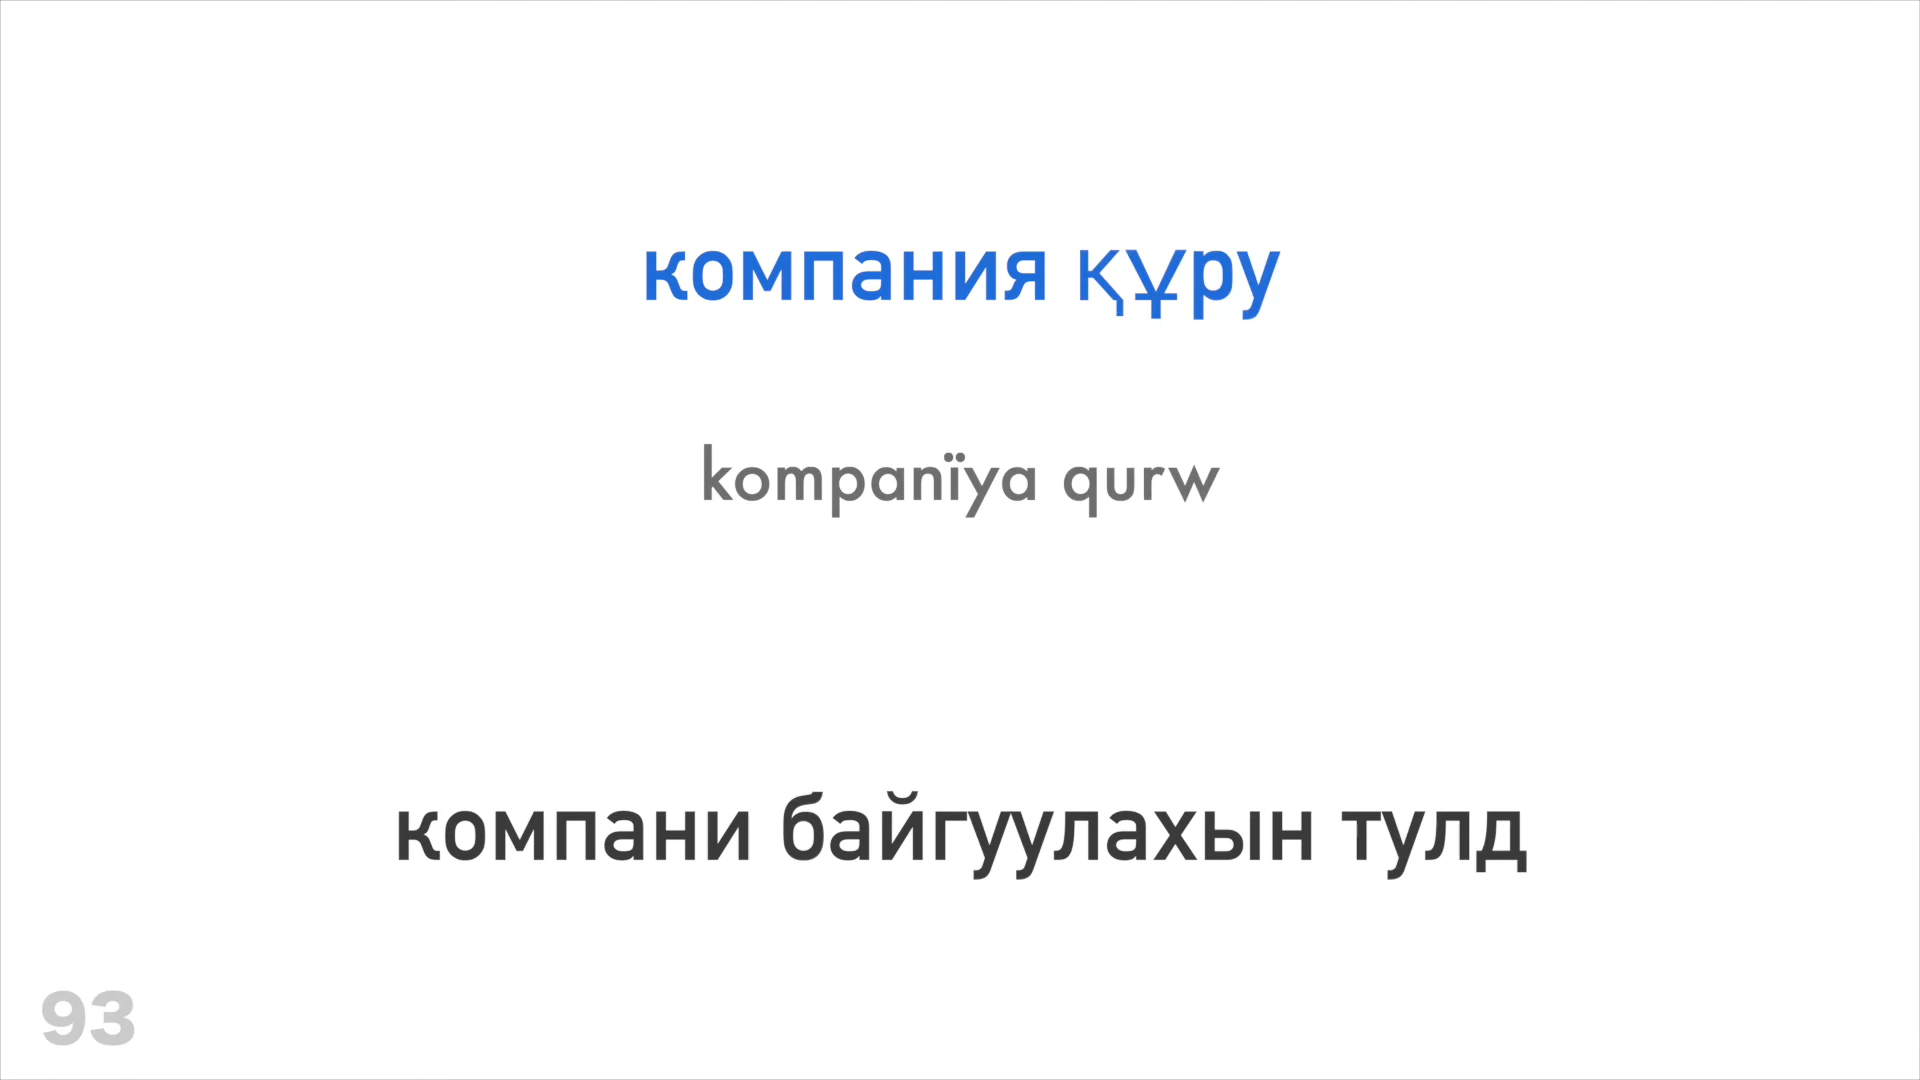 компания құру
kompanïya qurw
компани байгуулахын тулд
93